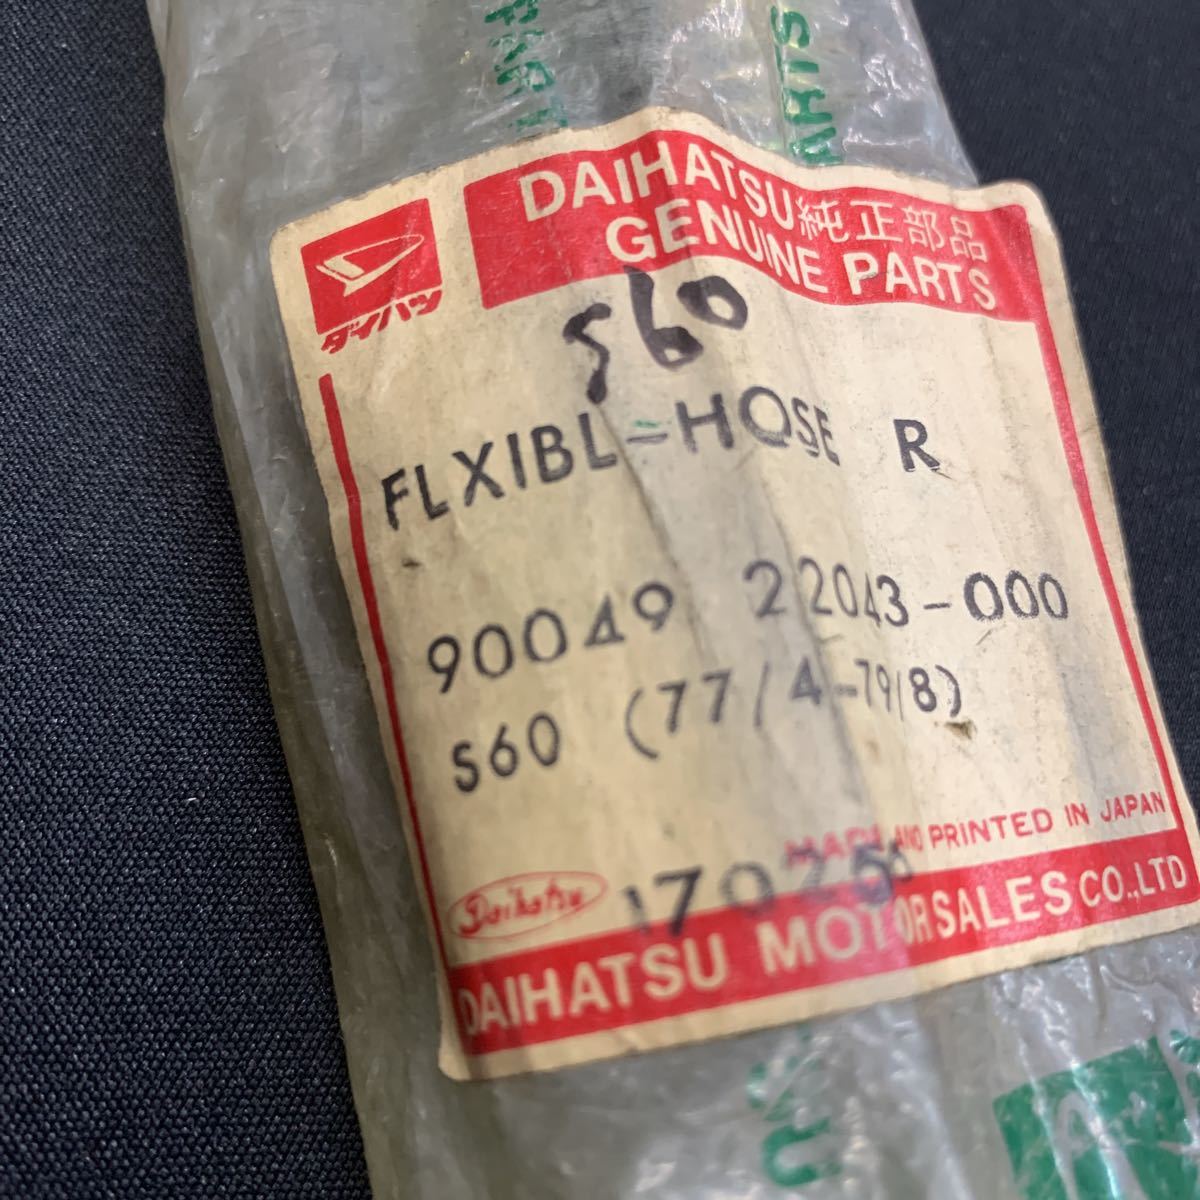 DAIHATSU純正部品
GENUINE PARTS
ダイハツ
S60
FLXIBL-HOSE R
90049 22043-000
S60 (77/4-79/8)
MADE AND PRINTED IN JAPAN
Daihatsu
DAIHATSU MOTOR SALES CO.,LTD